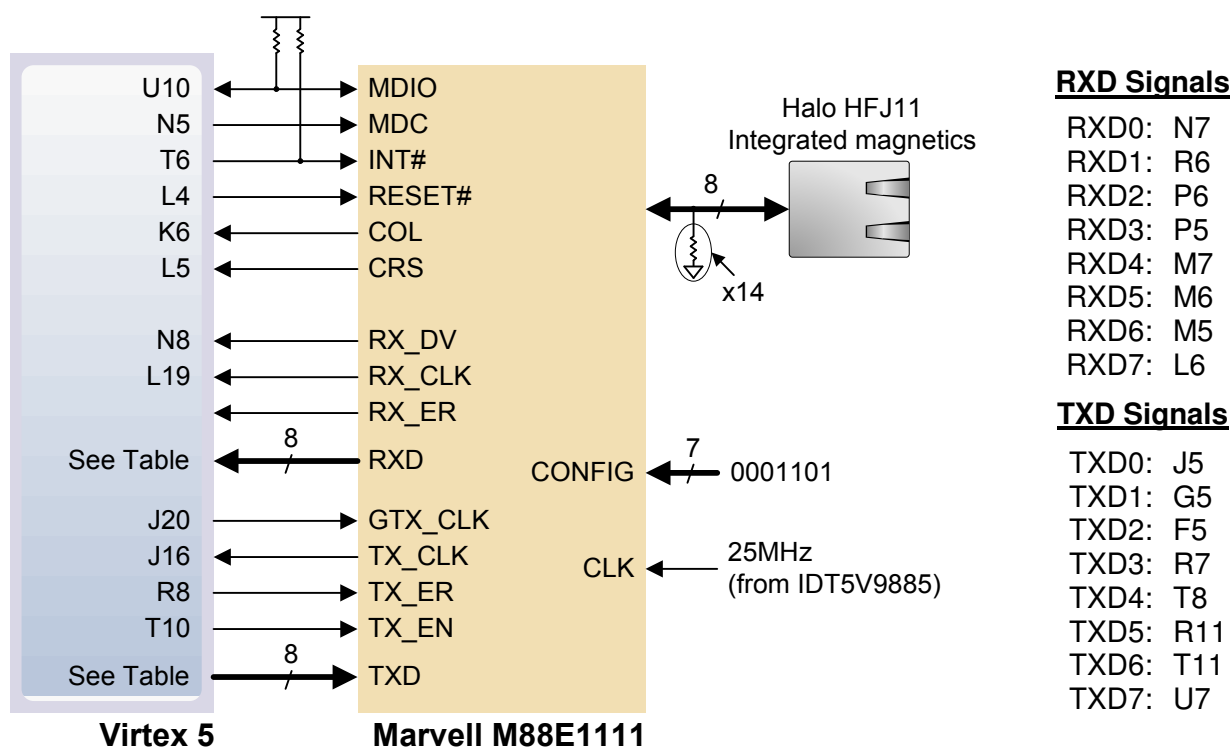 U10 MDIO
N5 MDC
T6 INT#
L4 RESET#
K6 COL
L5 CRS
N8 RX_DV
L19 RX_CLK
RX_ER
See Table 8 RXD
J20 GTX_CLK
J16 TX_CLK
R8 TX_ER
T10 TX_EN
See Table 8 TXD
Virtex 5
Marvell M88E1111
Halo HFJ11
Integrated magnetics
8
x14
CONFIG 7 0001101
CLK 25MHz
(from IDT5V9885)
RXD Signals
RXD0: N7
RXD1: R6
RXD2: P6
RXD3: P5
RXD4: M7
RXD5: M6
RXD6: M5
RXD7: L6
TXD Signals
TXD0: J5
TXD1: G5
TXD2: F5
TXD3: R7
TXD4: T8
TXD5: R11
TXD6: T11
TXD7: U7